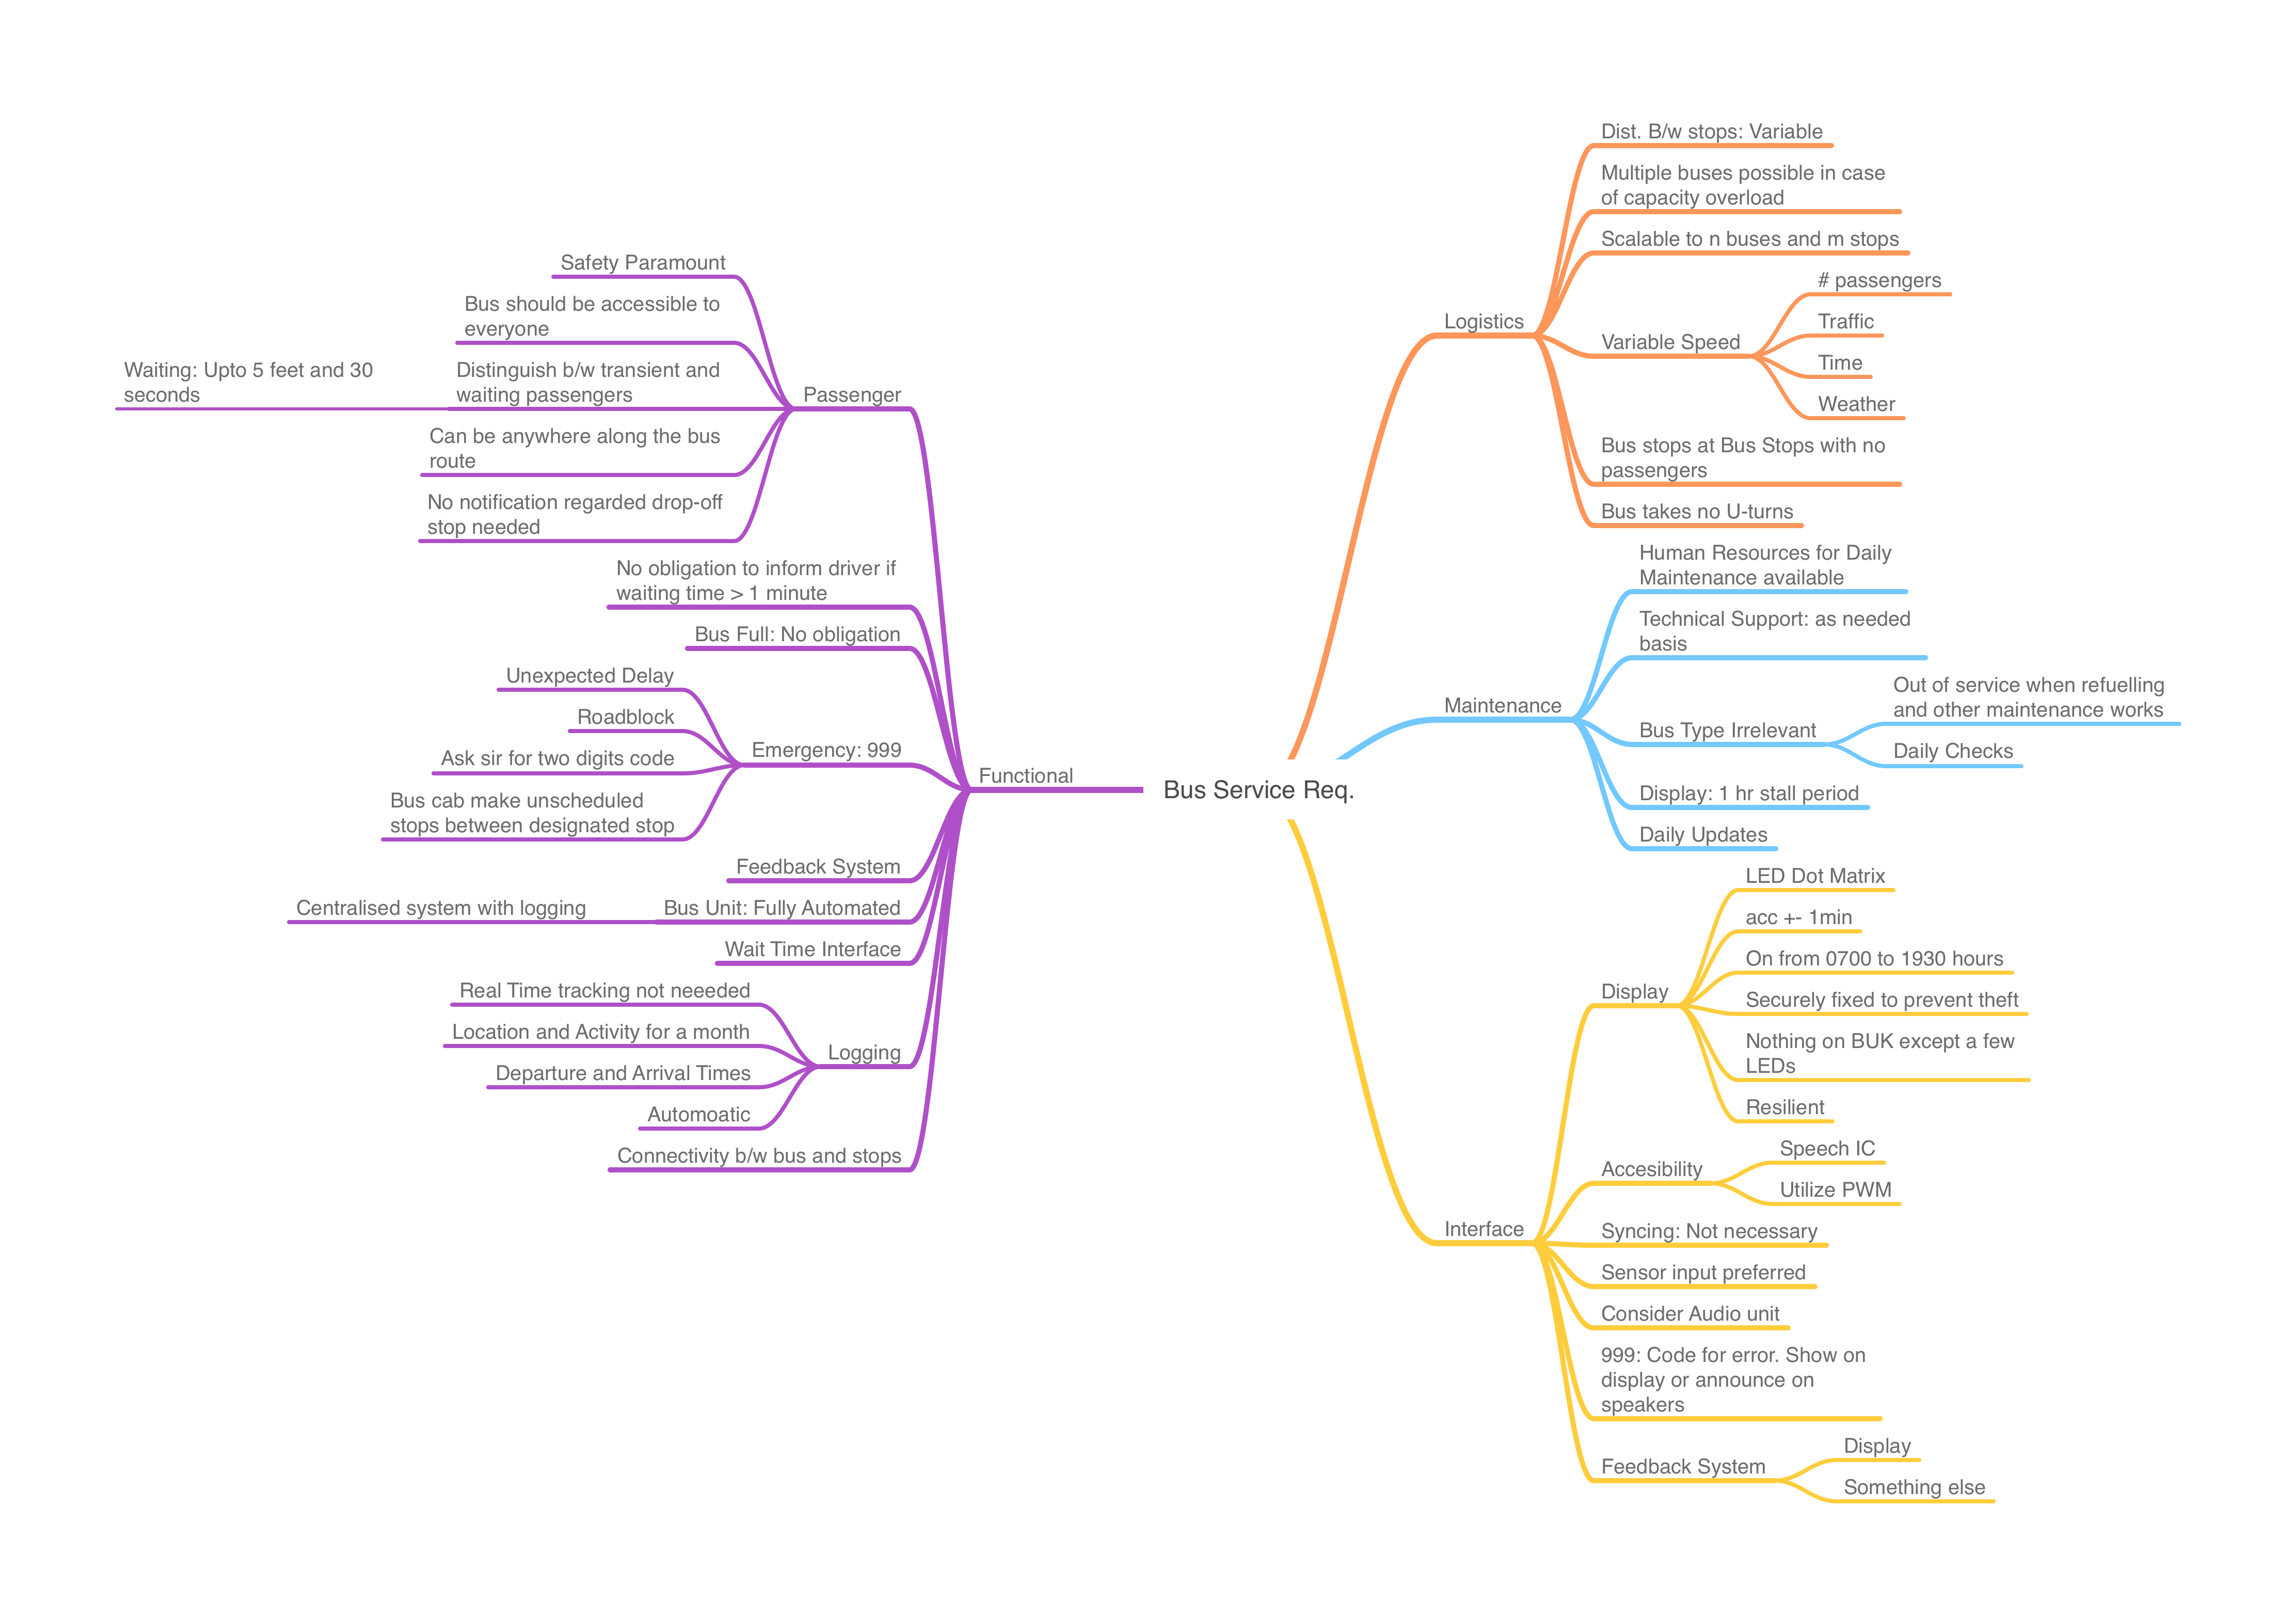 Bus Service Req.
Functional
Passenger
Safety Paramount
Bus should be accessible to
everyone
Distinguish b/w transient and
waiting passengers
Waiting: Upto 5 feet and 30
seconds
Can be anywhere along the bus
route
No notification regarded drop-off
stop needed
No obligation to inform driver if
waiting time > 1 minute
Bus Full: No obligation
Emergency: 999
Unexpected Delay
Roadblock
Ask sir for two digits code
Bus cab make unscheduled
stops between designated stop
Feedback System
Bus Unit: Fully Automated
Centralised system with logging
Wait Time Interface
Logging
Real Time tracking not neeeded
Location and Activity for a month
Departure and Arrival Times
Automoatic
Connectivity b/w bus and stops
Logistics
Dist. B/w stops: Variable
Multiple buses possible in case
of capacity overload
Scalable to n buses and m stops
Variable Speed
# passengers
Traffic
Time
Weather
Bus stops at Bus Stops with no
passengers
Bus takes no U-turns
Maintenance
Human Resources for Daily
Maintenance available
Technical Support: as needed
basis
Bus Type Irrelevant
Out of service when refuelling
and other maintenance works
Daily Checks
Display: 1 hr stall period
Daily Updates
Interface
Display
LED Dot Matrix
acc +- 1min
On from 0700 to 1930 hours
Securely fixed to prevent theft
Nothing on BUK except a few
LEDs
Resilient
Accesibility
Speech IC
Utilize PWM
Syncing: Not necessary
Sensor input preferred
Consider Audio unit
999: Code for error. Show on
display or announce on
speakers
Feedback System
Display
Something else